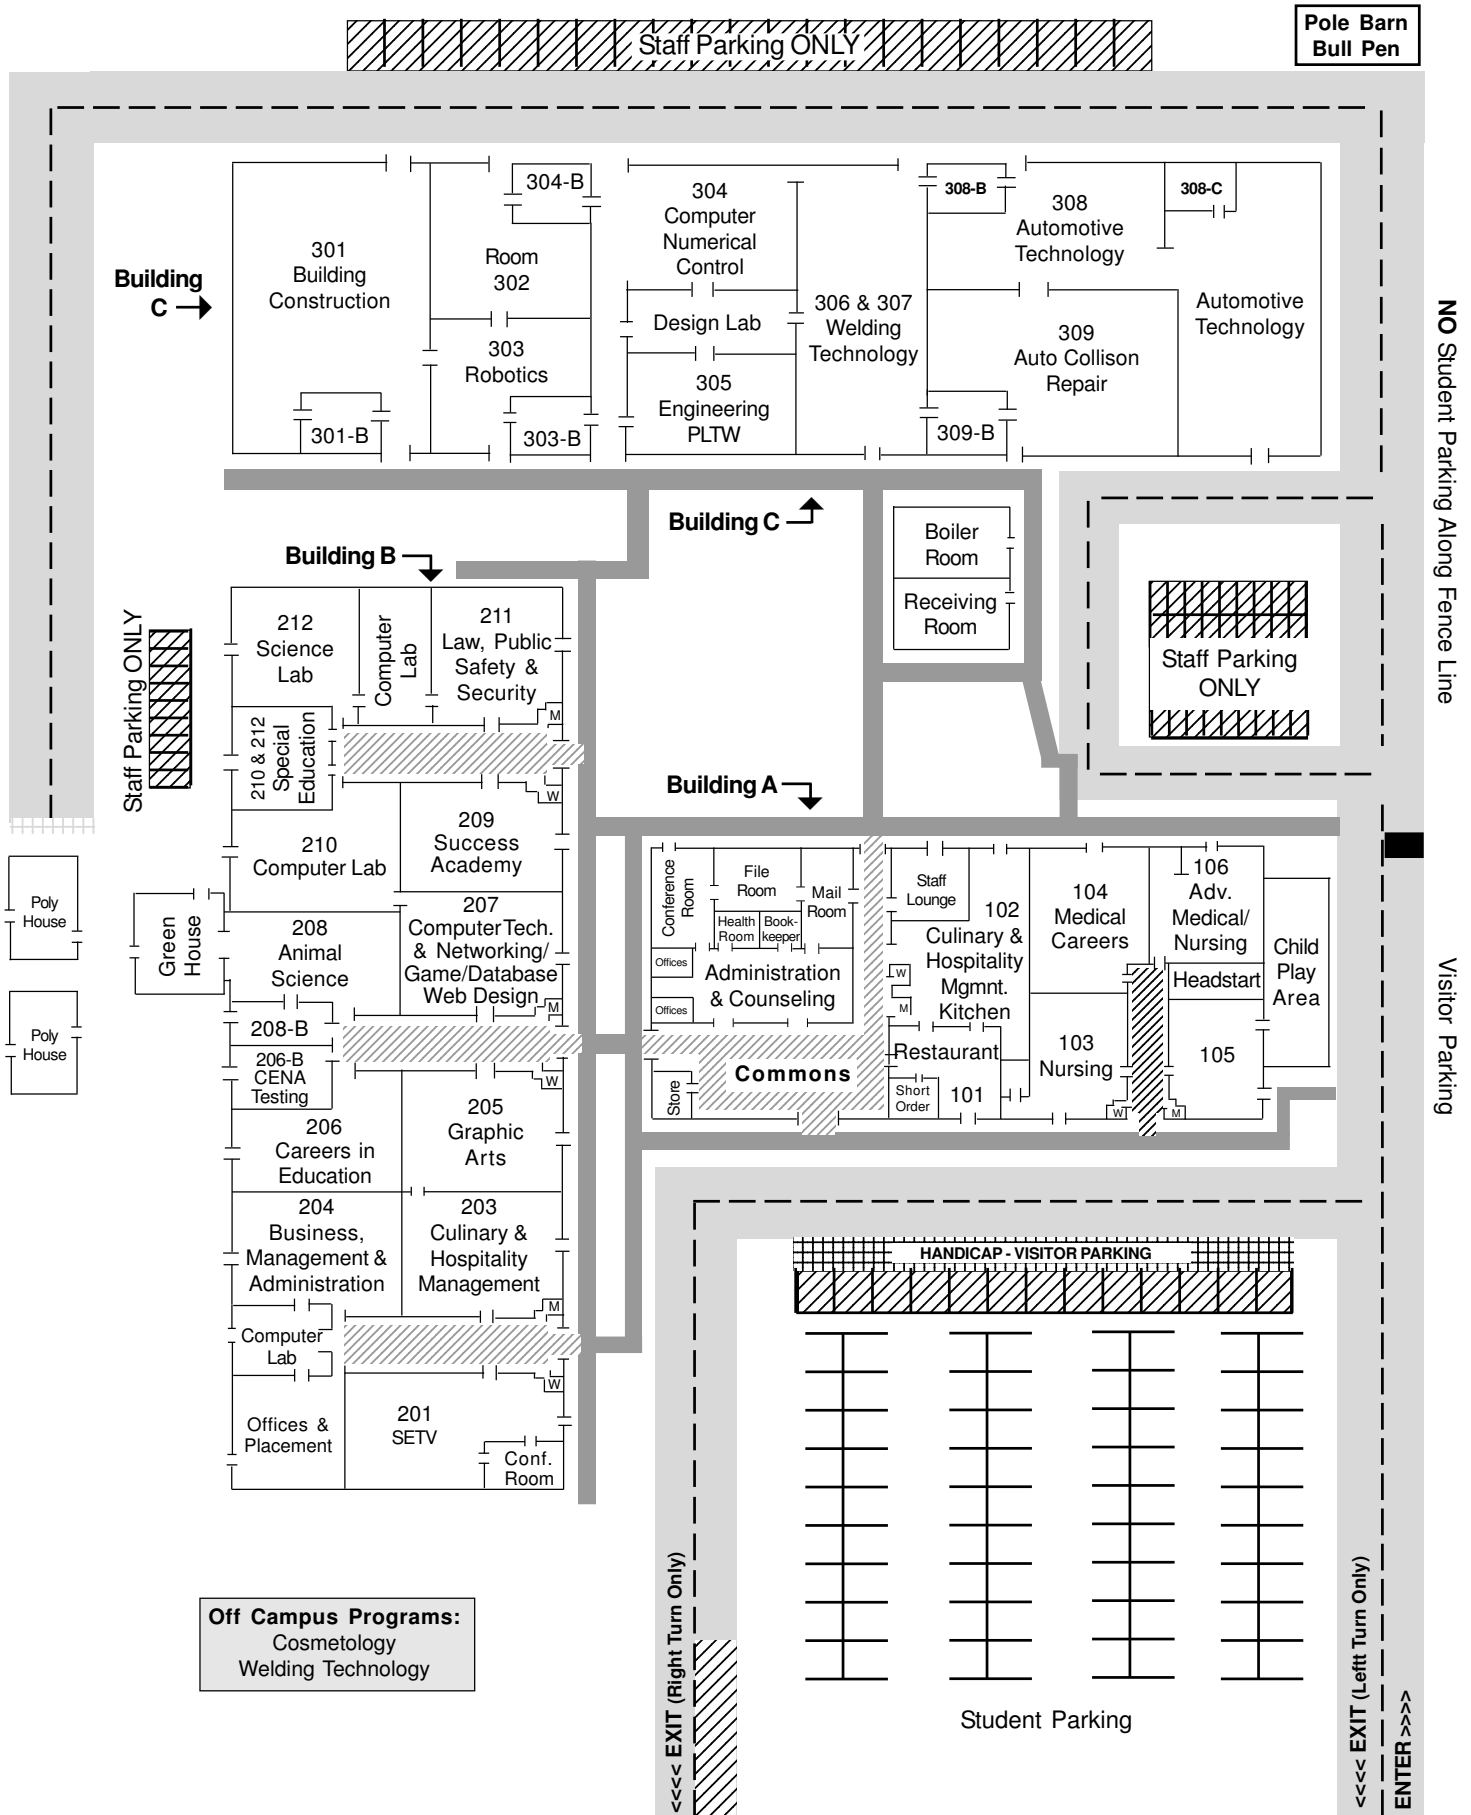 Staff Parking ONLY
Pole Barn
Bull Pen
304-B
304
Computer
Numerical
Control
308-B
308
Automotive
Technology
308-C
Building
C
301
Building
Construction
Room
302
Design Lab
306 & 307
Welding
Technology
Automotive
Technology
303
Robotics
305
Engineering
PLTW
309
Auto Collison
Repair
301-B
303-B
309-B
NO Student Parking Along Fence Line
Building C
Boiler
Room
Receiving
Room
Building B
Staff Parking ONLY
212
Science
Lab
Computer
Lab
211
Law, Public
Safety &
Security
M
Staff Parking
ONLY
210 & 212
Special
Education
W
Building A
210
Computer Lab
209
Success
Academy
Poly
House
Green
House
208
Animal
Science
207
Computer Tech.
& Networking/
Game/Database
Web Design
M
Conference
Room
File
Room
Mail
Room
Health
Room
Book-
keeper
Offices
Offices
Administration
& Counseling
Staff
Lounge
102
Culinary &
Hospitality
Mgmnt.
Kitchen
W
M
104
Medical
Careers
106
Adv.
Medical/
Nursing
Headstart
Child
Play
Area
Visitor Parking
Poly
House
208-B
206-B
CENA
Testing
W
Store
Commons
Restaurant
Short
Order
101
103
Nursing
105
W
M
206
Careers in
Education
205
Graphic
Arts
204
Business,
Management &
Administration
203
Culinary &
Hospitality
Management
M
HANDICAP - VISITOR PARKING
Computer
Lab
W
Offices &
Placement
201
SETV
Conf.
Room
Off Campus Programs:
Cosmetology
Welding Technology
<<<< EXIT (Right Turn Only)
Student Parking
<<<< EXIT (Leftt Turn Only)
ENTER >>>>